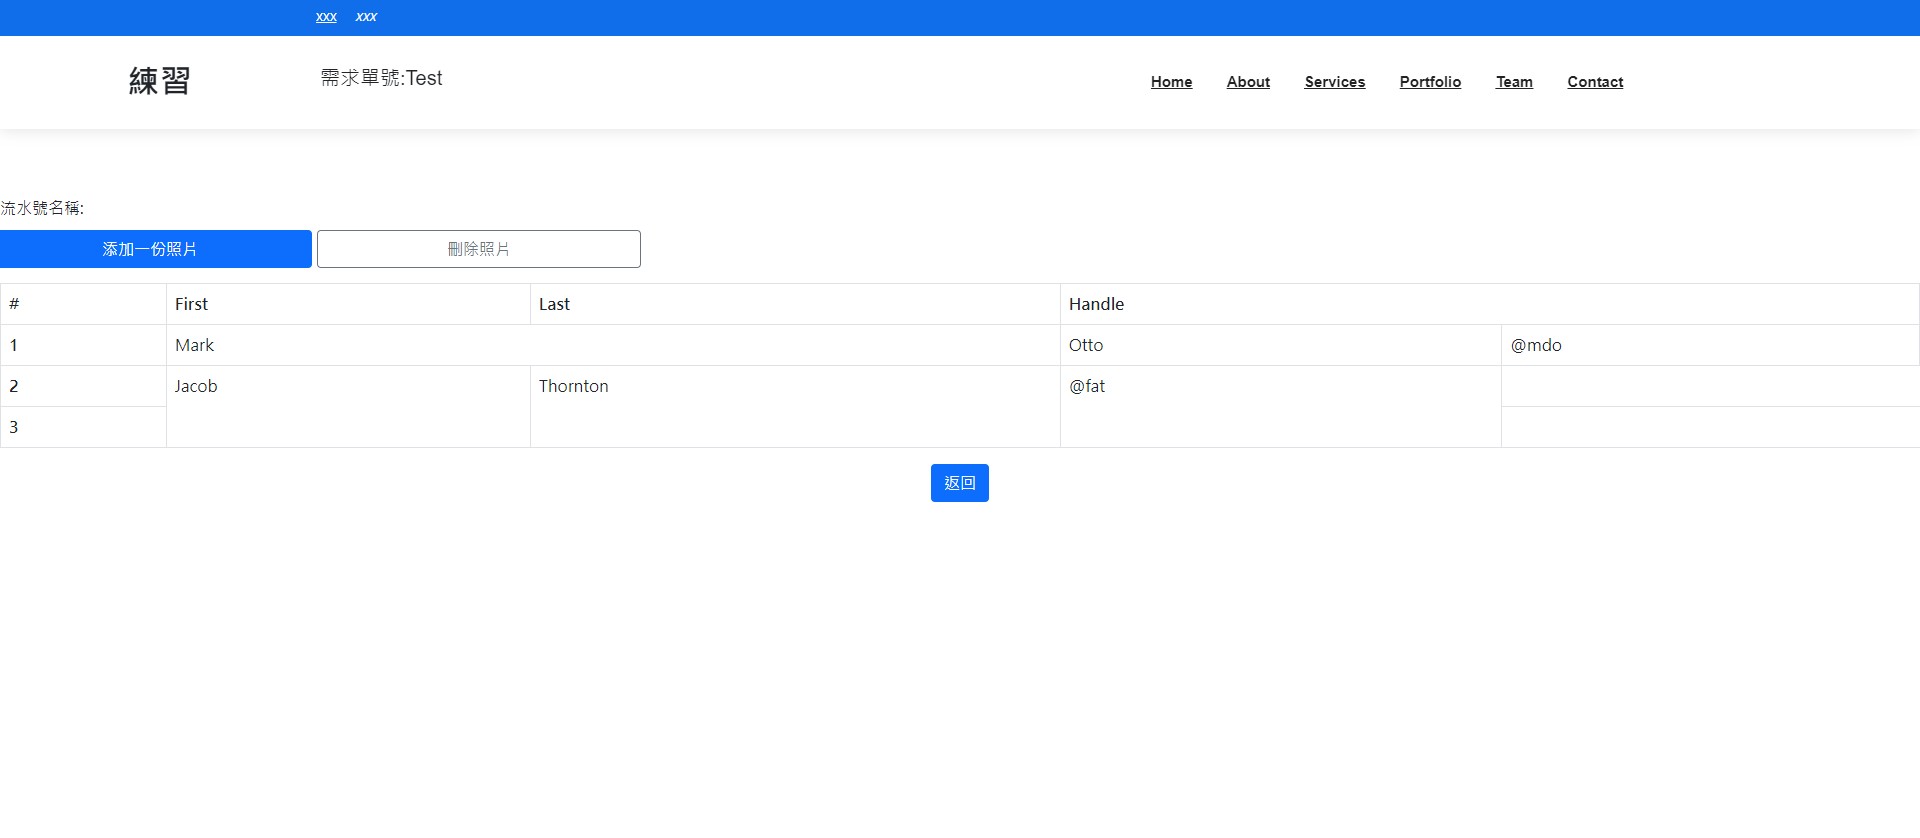 xxx xxx
練習 需求單號:Test Home About Services Portfolio Team Contact
流水號名稱:
添加一份照片 刪除照片
# First Last Handle
1 Mark Otto @mdo
2 Jacob Thornton @fat
3
返回